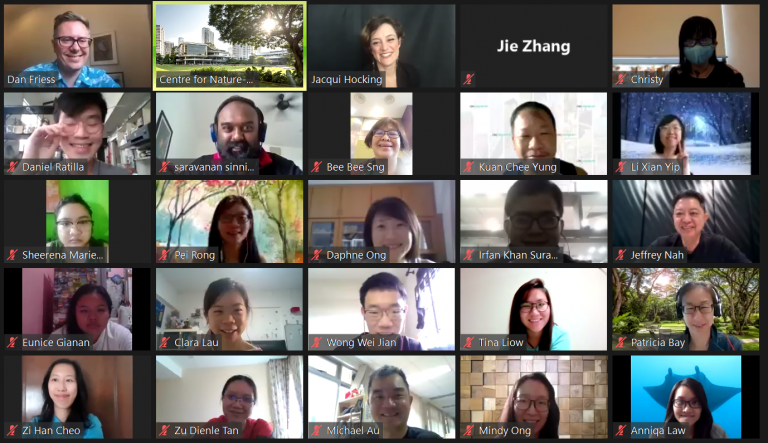 Dan Friess
Centre for Nature-...
Jacqui Hocking
Jie Zhang
Christy
Daniel Ratilla
saravanan sinni...
Bee Bee Sng
Kuan Chee Yung
Li Xian Yip
Sheerena Marie...
Pei Rong
Daphne Ong
Irfan Khan Sura...
Jeffrey Nah
Eunice Gianan
Clara Lau
Wong Wei Jian
Tina Liow
Patricia Bay
Zi Han Cheo
Zu Dienle Tan
Michael Au
Mindy Ong
Annjqa Law